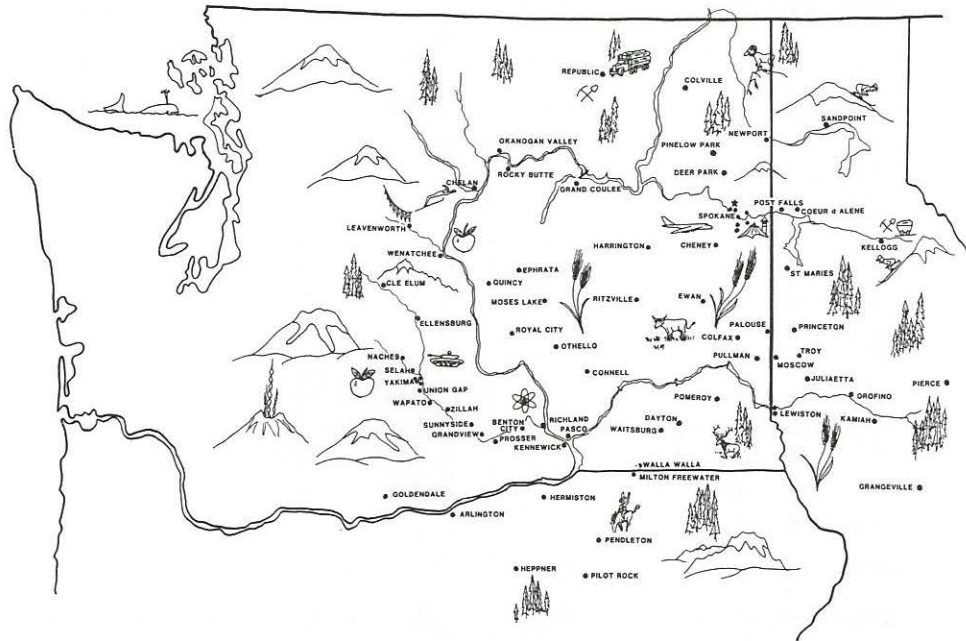 REPUBLIC
COLVILLE
SANDPOINT
NEWPORT
OKANOGAN VALLEY
PINELOW PARK
ROCKY BUTTE
DEER PARK
CHELAN
GRAND COULEE
POST FALLS
COEUR d ALENE
SPOKANE
LEAVENWORTH
HARRINGTON
CHENEY
KELLOGG
WENATCHEE
EPHRATA
ST MARIES
CLE ELUM
QUINCY
MOSES LAKE
RITZVILLE
EWAN
ELLENSBURG
ROYAL CITY
PALOUSE
PRINCETON
COLFAX
OTHELLO
NACHES
PULLMAN
TROY
MOSCOW
SELAH
CONNELL
YAKIMA
JULIAETTA
PIERCE
UNION GAP
POMEROY
OROFINO
WAPATO
ZILLAH
LEWISTON
KAMIAH
SUNNYSIDE
BENTON
CITY
RICHLAND
DAYTON
GRANDVIEW
PASCO
WAITSBURG
PROSSER
KENNEWICK
WALLA WALLA
MILTON FREEWATER
GRANGEVILLE
GOLDENDALE
HERMISTON
ARLINGTON
PENDLETON
HEPPNER
PILOT ROCK